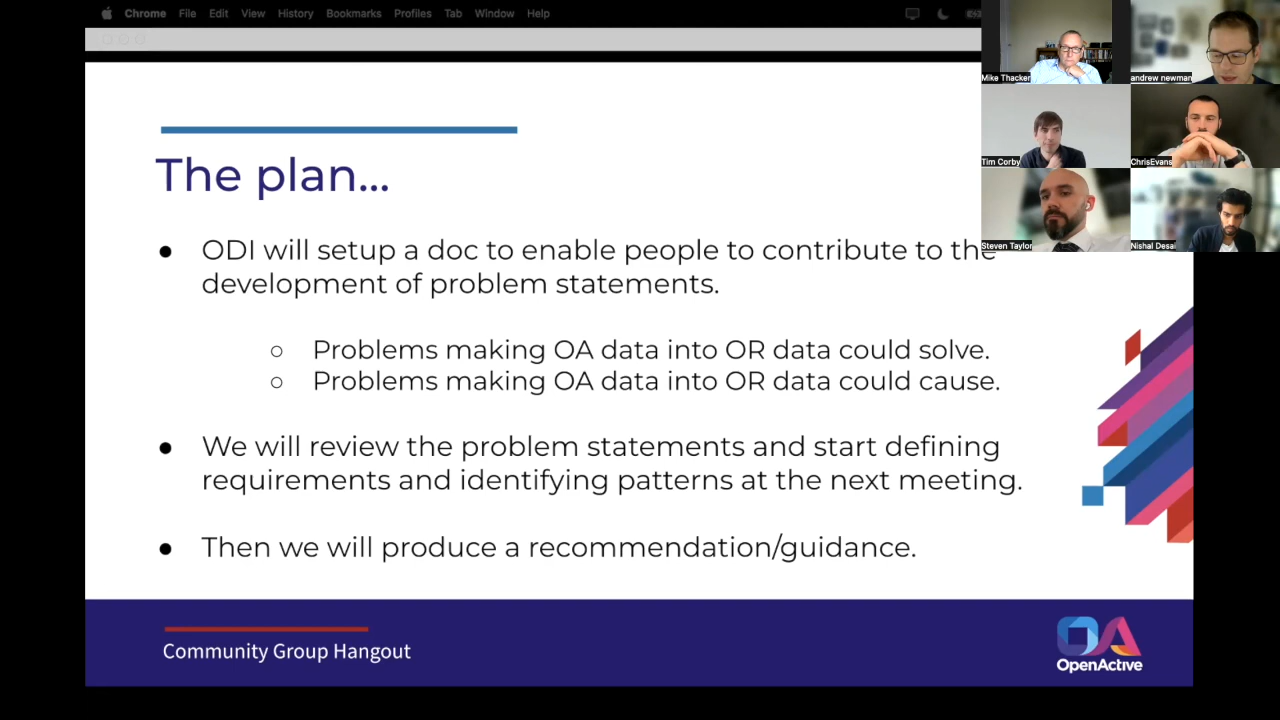 Chrome File Edit View History Bookmarks Profiles Tab Window Help
Mike Thacker
andrew newman
Tim Corby
ChrisEvans
Steven Taylor
Nishal Desai
The plan...
● ODI will setup a doc to enable people to contribute to the
development of problem statements.
○ Problems making OA data into OR data could solve.
○ Problems making OA data into OR data could cause.
● We will review the problem statements and start defining
requirements and identifying patterns at the next meeting.
● Then we will produce a recommendation/guidance.
Community Group Hangout
OA
OpenActive